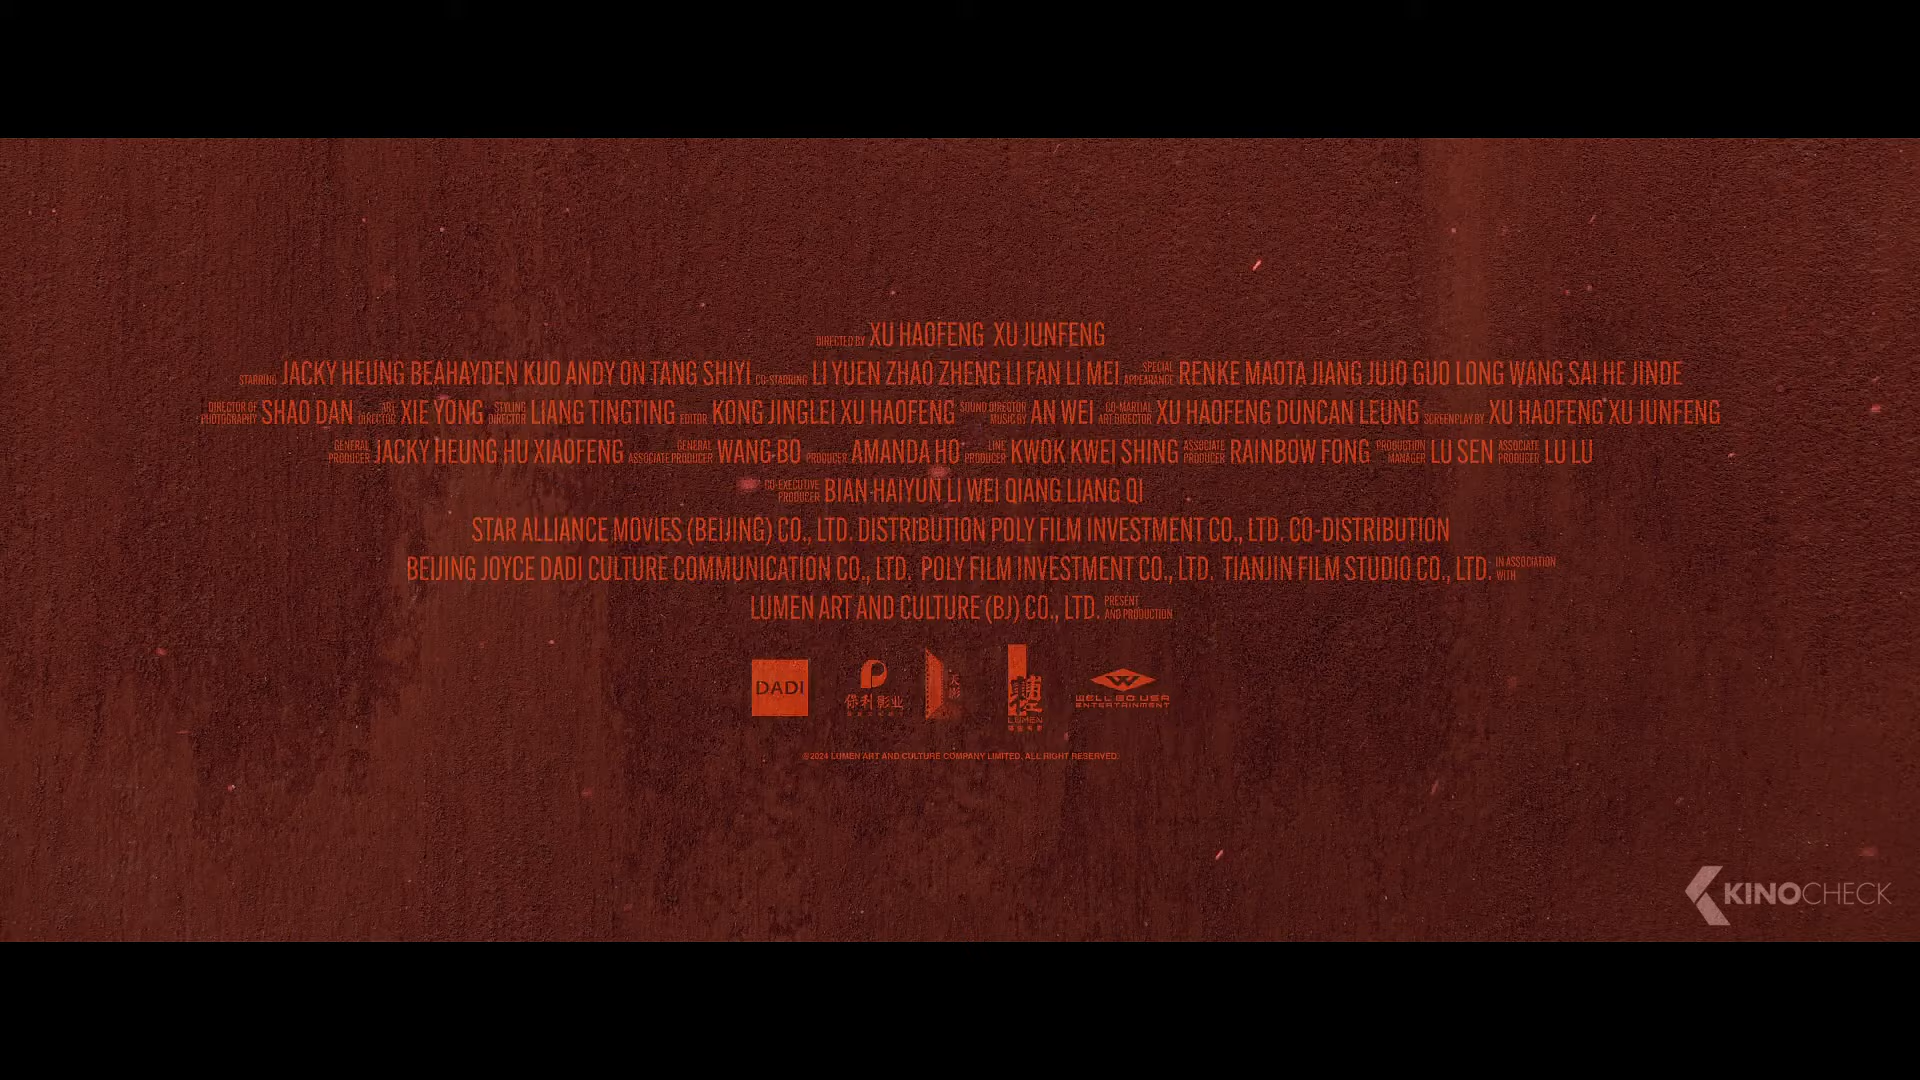 DIRECTED BY XU HAOFENG XU JUNFENG
STARRING JACKY HEUNG BEAHAYDEN KUO ANDY ON TANG SHIYI CO-STARRING LI YUEN ZHAO ZHENG LI FAN LI MEI SPECIAL APPEARANCE RENKE MAOTA JIANG JUJO GUO LONG WANG SAI HE JINDE
DIRECTOR OF PHOTOGRAPHY SHAO DAN ART DIRECTOR XIE YONG STYLING DIRECTOR LIANG TINGTING EDITOR KONG JINGLEI XU HAOFENG SOUND DIRECTOR MUSIC BY AN WEI CO-MARTIAL ART DIRECTOR XU HAOFENG DUNCAN LEUNG SCREENPLAY BY XU HAOFENG XU JUNFENG
GENERAL PRODUCER JACKY HEUNG HU XIAOFENG GENERAL ASSOCIATE PRODUCER WANG BO PRODUCER AMANDA HO LINE PRODUCER KWOK KWEI SHING ASSOCIATE PRODUCER RAINBOW FONG PRODUCTION MANAGER LU SEN ASSOCIATE PRODUCER LU LU
CO-EXECUTIVE PRODUCER BIAN HAIYUN LI WEI QIANG LIANG QI
STAR ALLIANCE MOVIES (BEIJING) CO., LTD. DISTRIBUTION POLY FILM INVESTMENT CO., LTD. CO-DISTRIBUTION
BEIJING JOYCE DADI CULTURE COMMUNICATION CO., LTD. POLY FILM INVESTMENT CO., LTD. TIANJIN FILM STUDIO CO., LTD. IN ASSOCIATION WITH
LUMEN ART AND CULTURE (BJ) CO., LTD. PRESENT AND PRODUCTION
DADI
保利影业
天影
LUMEN
WELL GO USA
ENTERTAINMENT
©2024 LUMEN ART AND CULTURE COMPANY LIMITED. ALL RIGHT RESERVED.
KINOCHECK